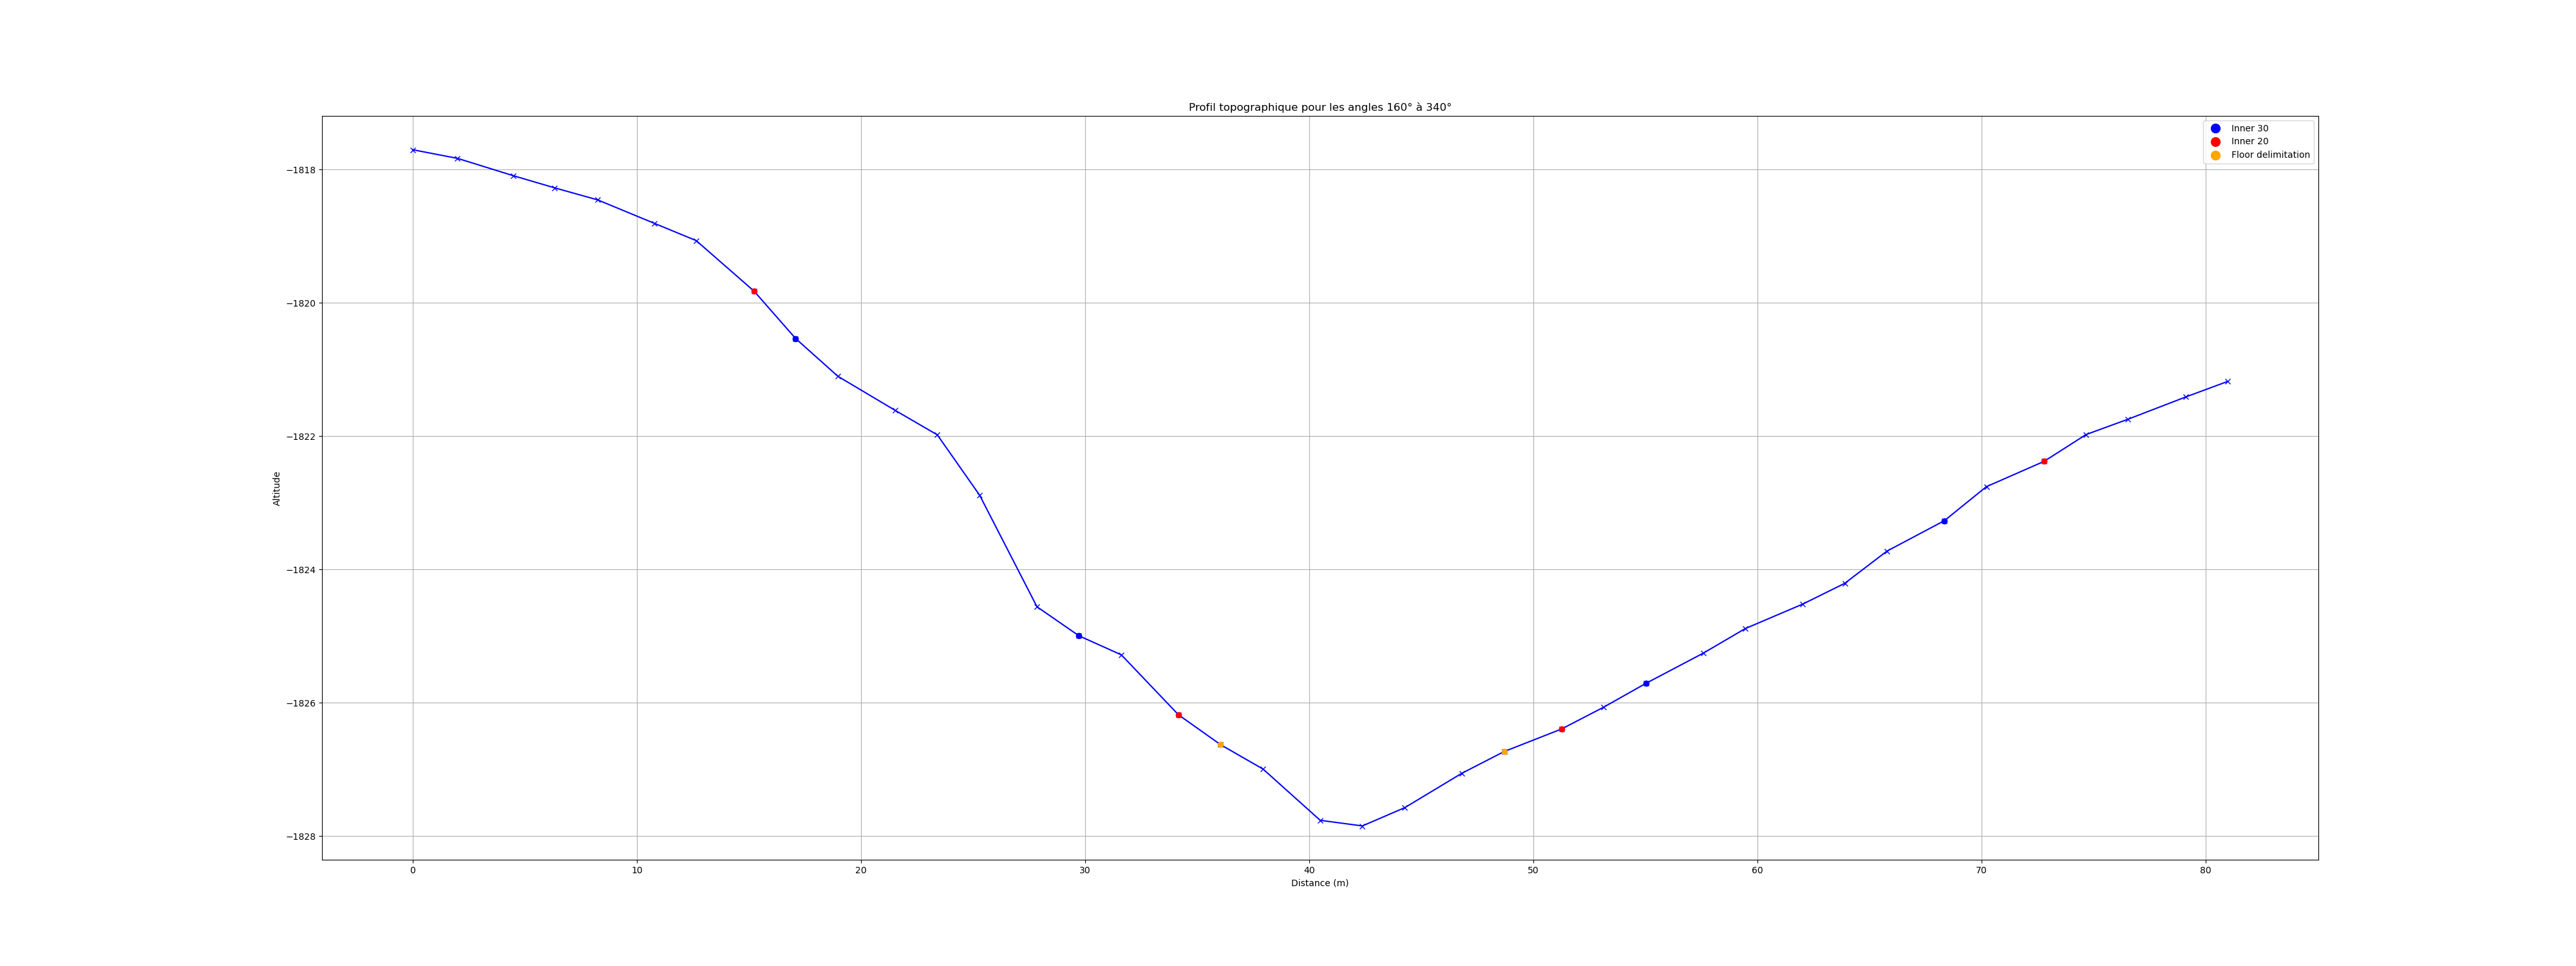 Profil topographique pour les angles 160° à 340°
Inner 30
Inner 20
Floor delimitation
−1818
−1820
−1822
−1824
−1826
−1828
Altitude
0 10 20 30 40 50 60 70 80
Distance (m)